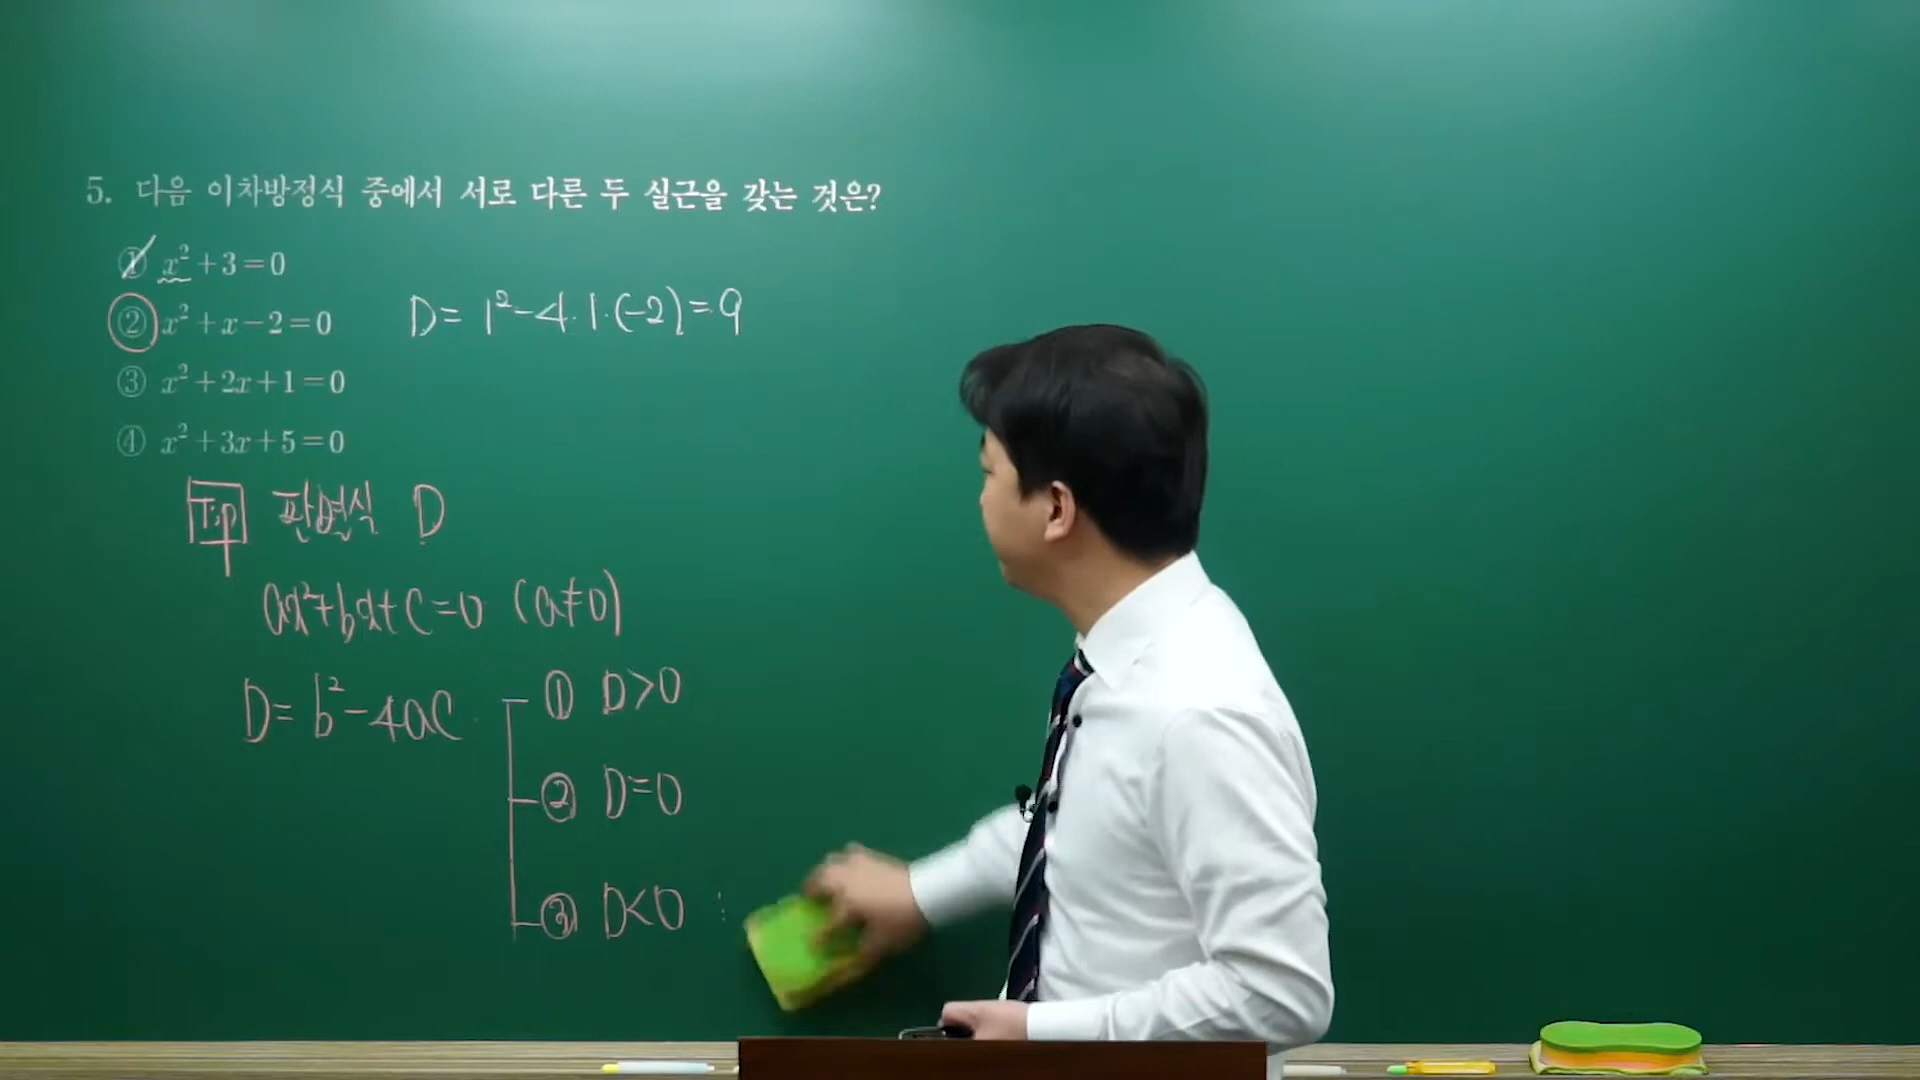 5. 다음 이차방정식 중에서 서로 다른 두 실근을 갖는 것은?
① x²+3=0
② x²+x−2=0 D= 1²−4·1·(−2)=9
③ x²+2x+1=0
④ x²+3x+5=0
Tip 판별식 D
ax²+bx+c=0 (a≠0)
D= b²−4ac ① D>0
② D=0
③ D<0 :